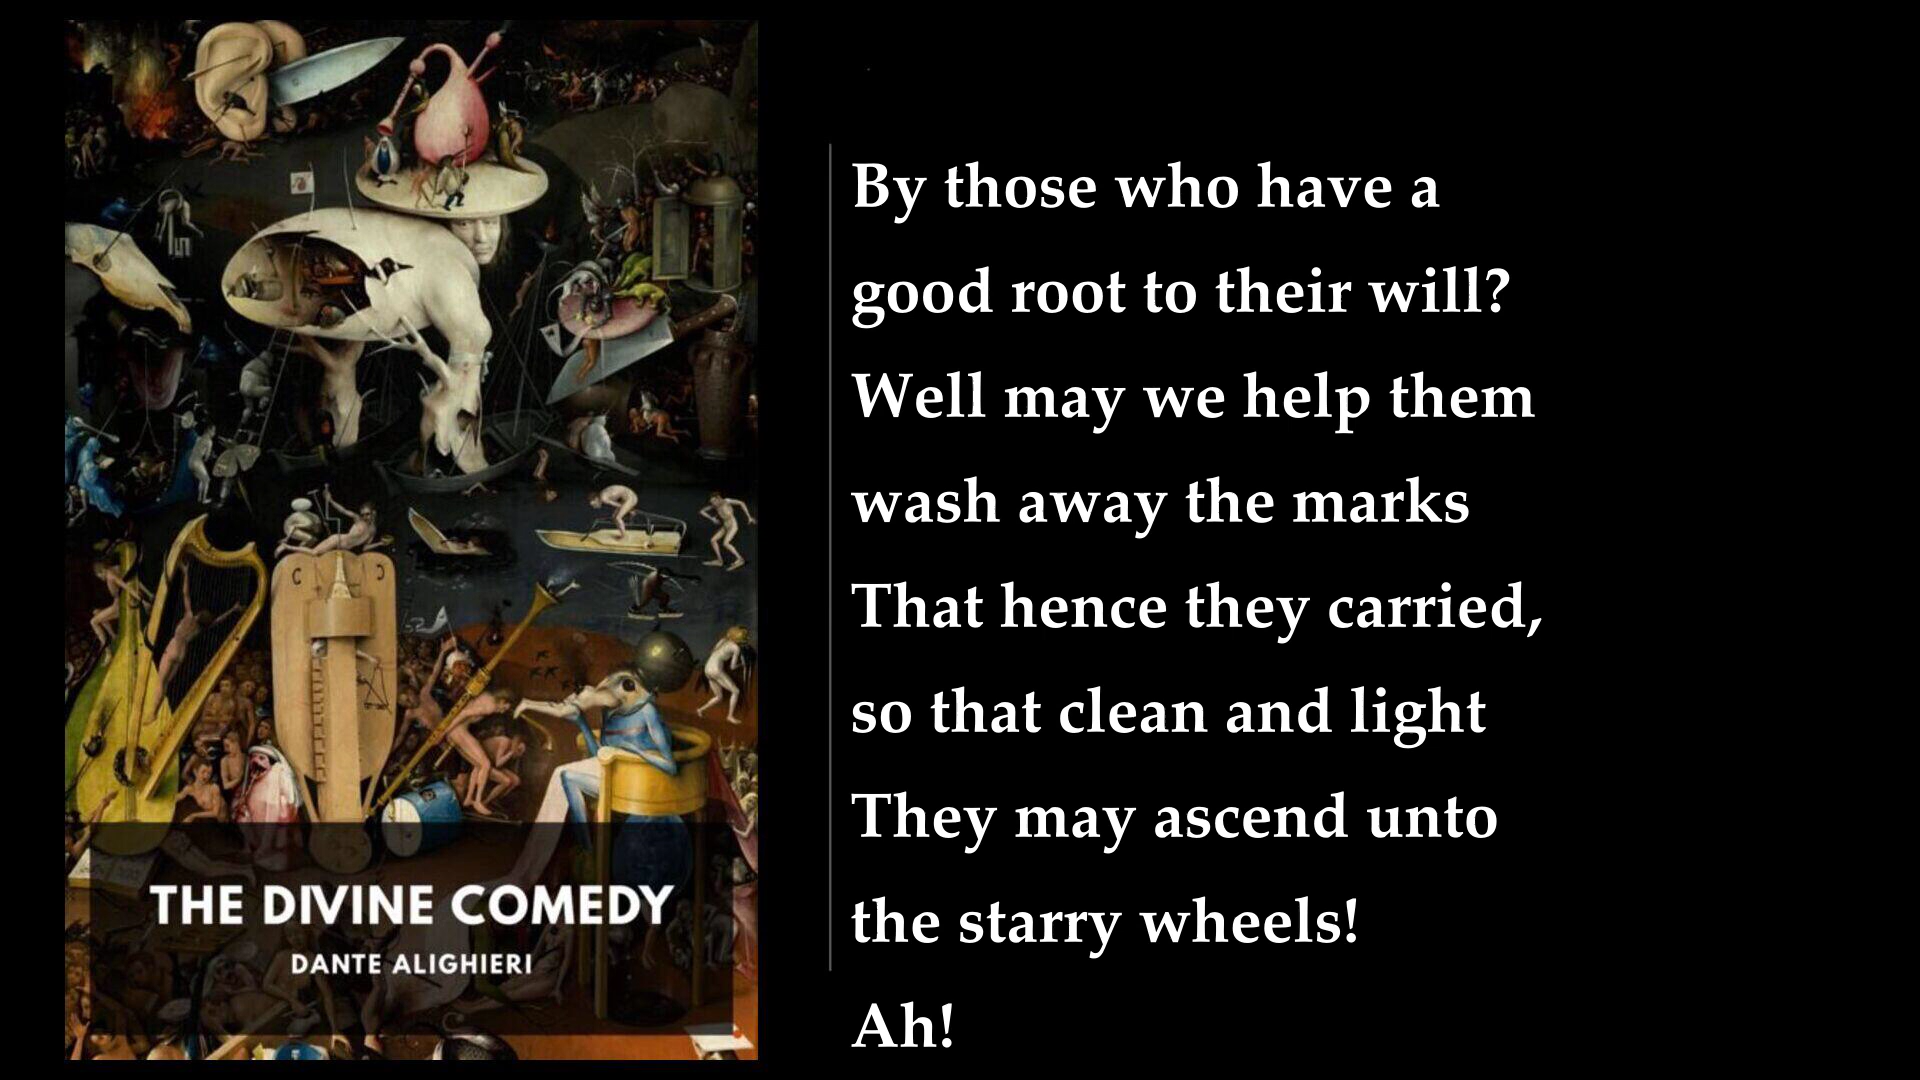 THE DIVINE COMEDY
DANTE ALIGHIERI
By those who have a
good root to their will?
Well may we help them
wash away the marks
That hence they carried,
so that clean and light
They may ascend unto
the starry wheels!
Ah!